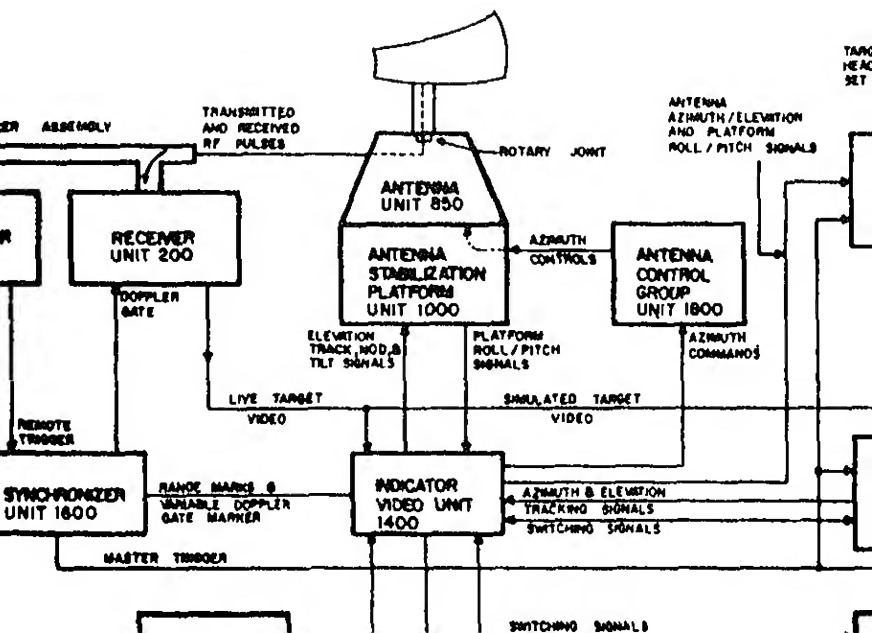 TARG
HEAD
SET
ANTENNA
AZIMUTH/ELEVATION
AND PLATFORM
ROLL/PITCH SIGNALS
TRANSMITTED
AND RECEIVED
RF PULSES
ER ASSEMBLY
ROTARY JOINT
ANTENNA
UNIT 850
R
RECEIVER
UNIT 200
ANTENNA
STABILIZATION
PLATFORM
UNIT 1000
AZIMUTH
CONTROLS
ANTENNA
CONTROL
GROUP
UNIT 1800
DOPPLER
GATE
ELEVATION
TRACK, NOD, &
TILT SIGNALS
PLATFORM
ROLL/PITCH
SIGNALS
AZIMUTH
COMMANDS
LIVE TARGET
VIDEO
SIMULATED TARGET
VIDEO
REMOTE
TRIGGER
SYNCHRONIZER
UNIT 1600
RANGE MARKS &
VARIABLE DOPPLER
GATE MARKER
INDICATOR
VIDEO UNIT
1400
AZIMUTH & ELEVATION
TRACKING SIGNALS
SWITCHING SIGNALS
MASTER TRIGGER
SWITCHING SIGNALS